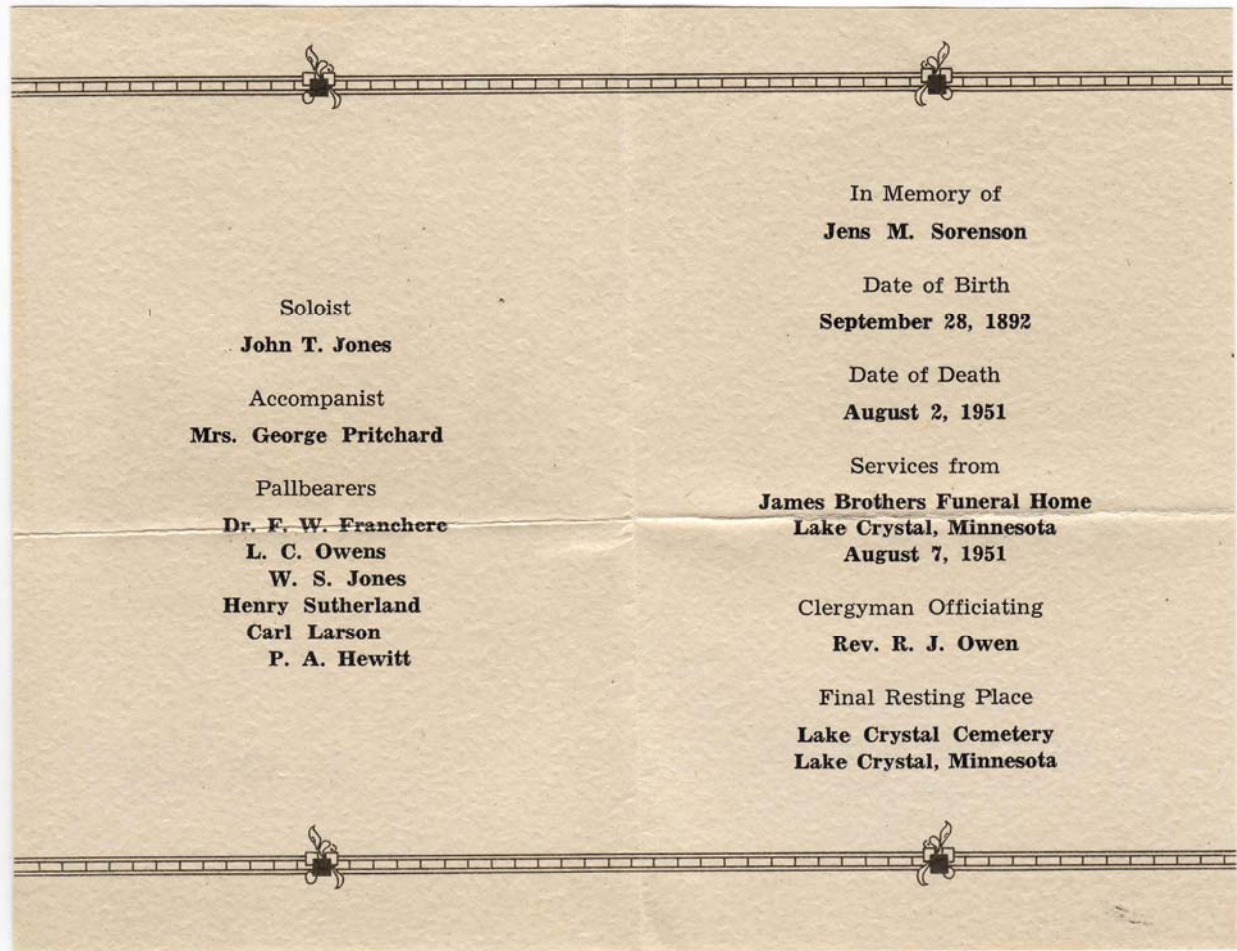 Soloist
John T. Jones
Accompanist
Mrs. George Pritchard
Pallbearers
Dr. F. W. Franchere
L. C. Owens
W. S. Jones
Henry Sutherland
Carl Larson
P. A. Hewitt
In Memory of
Jens M. Sorenson
Date of Birth
September 28, 1892
Date of Death
August 2, 1951
Services from
James Brothers Funeral Home
Lake Crystal, Minnesota
August 7, 1951
Clergyman Officiating
Rev. R. J. Owen
Final Resting Place
Lake Crystal Cemetery
Lake Crystal, Minnesota